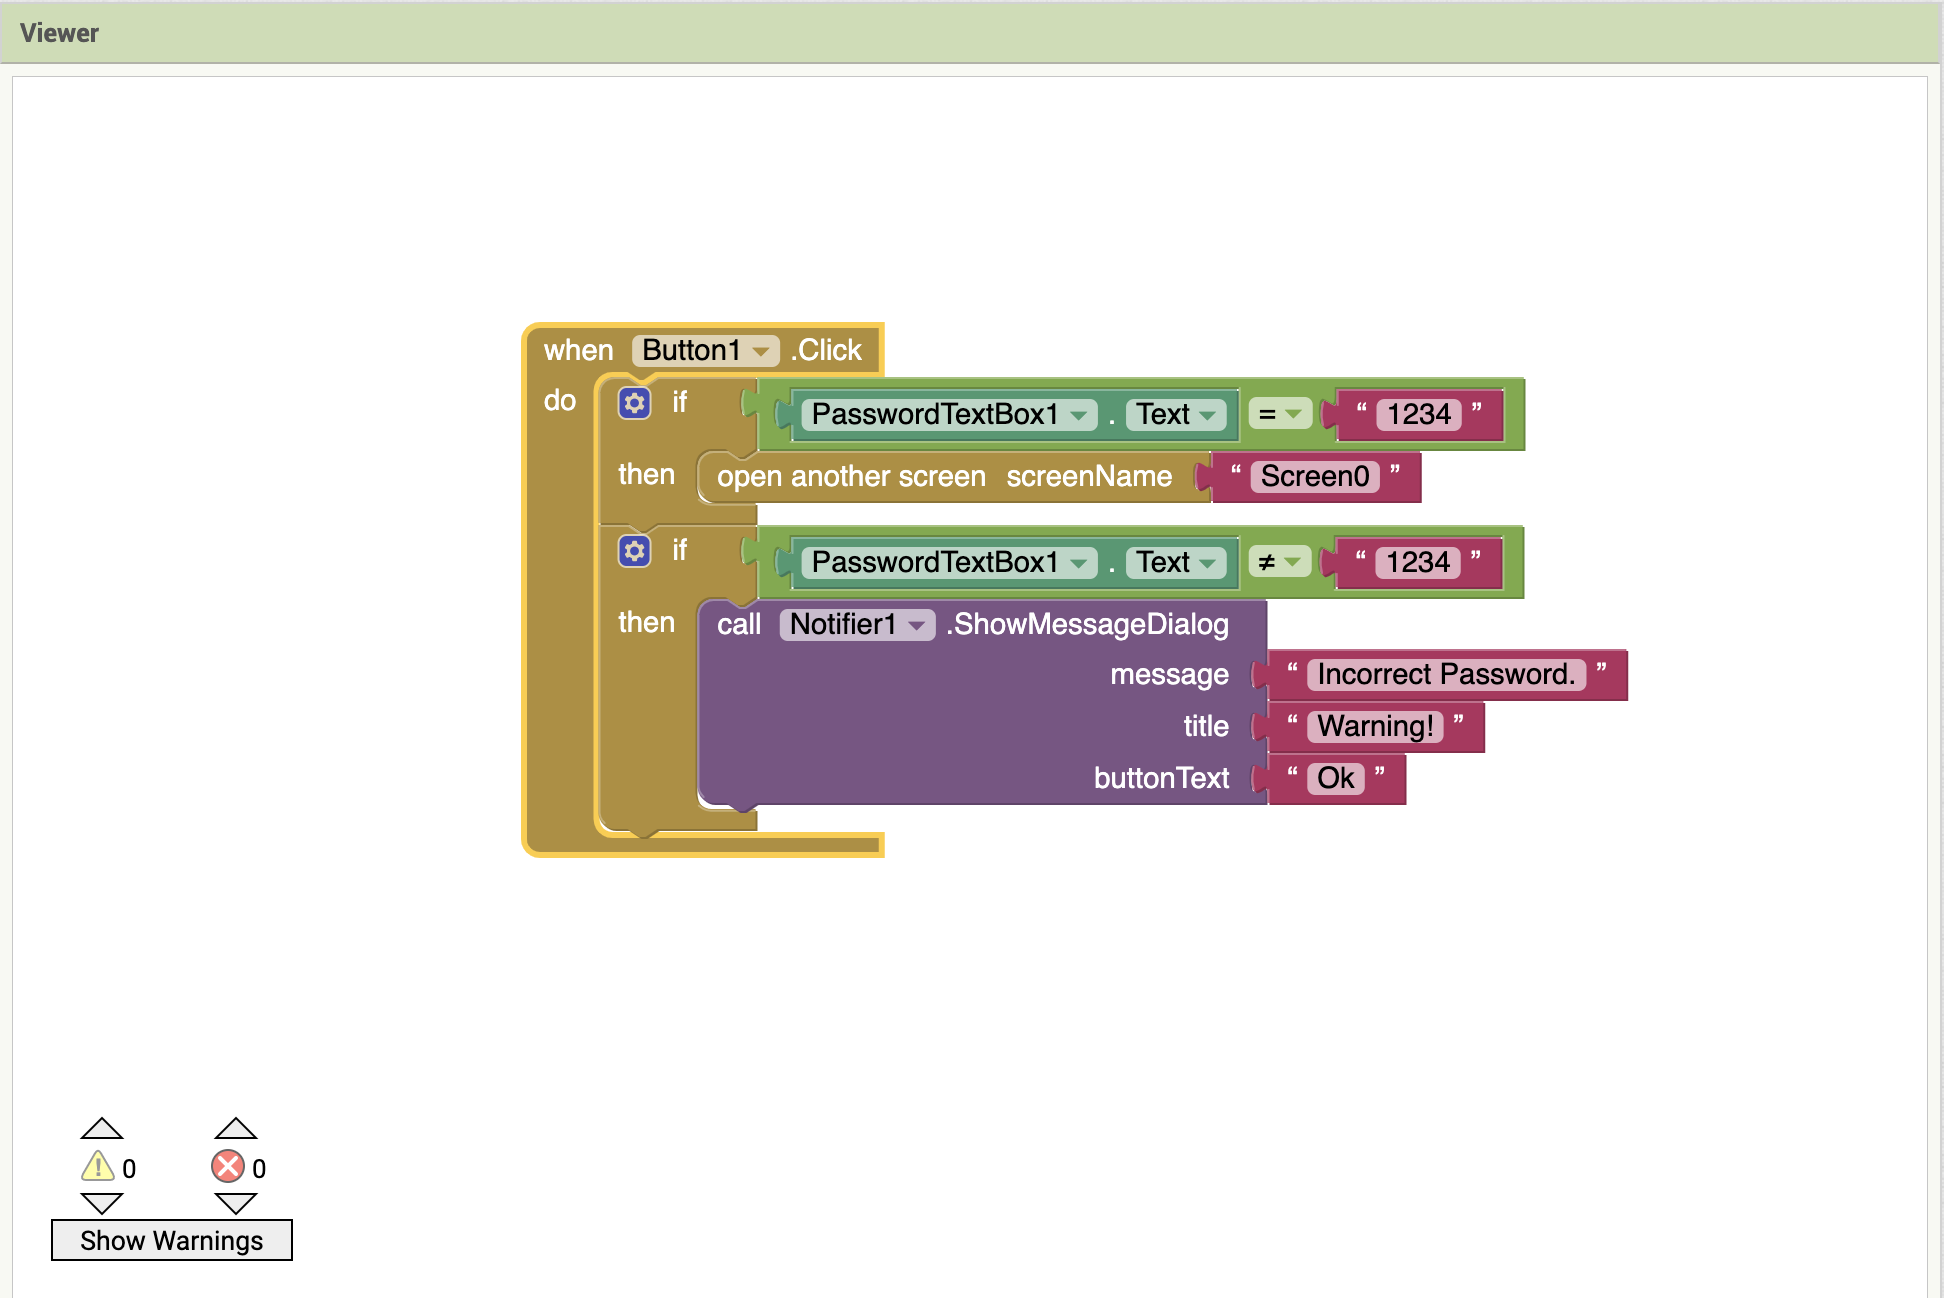 Viewer
when Button1 .Click
do if PasswordTextBox1 . Text = “ 1234 ”
then open another screen screenName “ Screen0 ”
if PasswordTextBox1 . Text ≠ “ 1234 ”
then call Notifier1 .ShowMessageDialog
message “ Incorrect Password. ”
title “ Warning! ”
buttonText “ Ok ”
0 0
Show Warnings